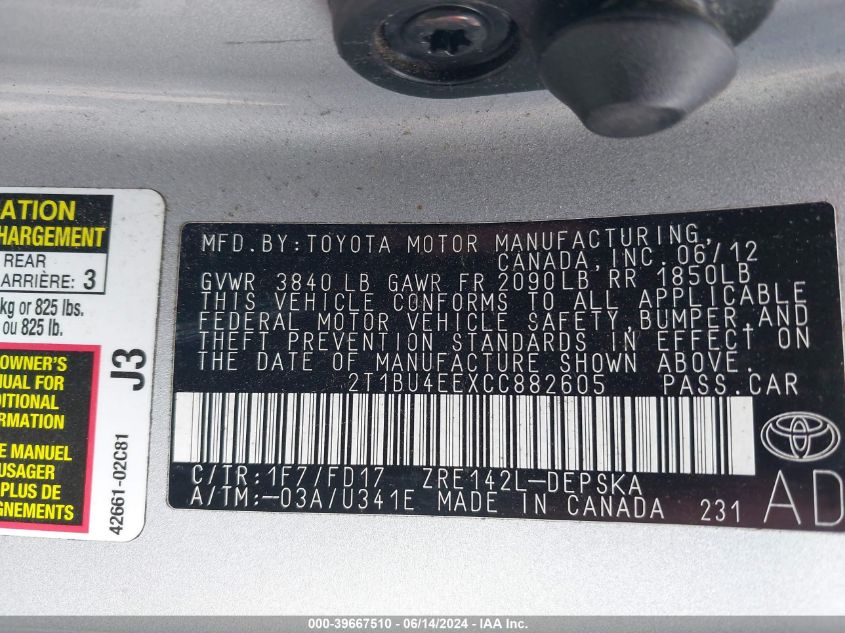 ATION
HARGEMENT
REAR
ARRIÈRE: 3
kg or 825 lbs.
ou 825 lb.
OWNER'S
NUAL FOR
DITIONAL
ORMATION
E MANUEL
USAGER
PLUS DE
GNEMENTS
J3
42661-02C81
MFD.BY:TOYOTA MOTOR MANUFACTURING,
CANADA,INC.06/12
GVWR 3840 LB GAWR FR 2090LB RR 1850LB
THIS VEHICLE CONFORMS TO ALL APPLICABLE
FEDERAL MOTOR VEHICLE SAFETY,BUMPER,AND
THEFT PREVENTION STANDARDS IN EFFECT ON
THE DATE OF MANUFACTURE SHOWN ABOVE.
2T1BU4EEXCC882605 PASS.CAR
C/TR:1F7/FD17 ZRE142L-DEPSKA
A/TM:-03A/U341E MADE IN CANADA 231
AD
000-39667510 - 06/14/2024 - IAA Inc.